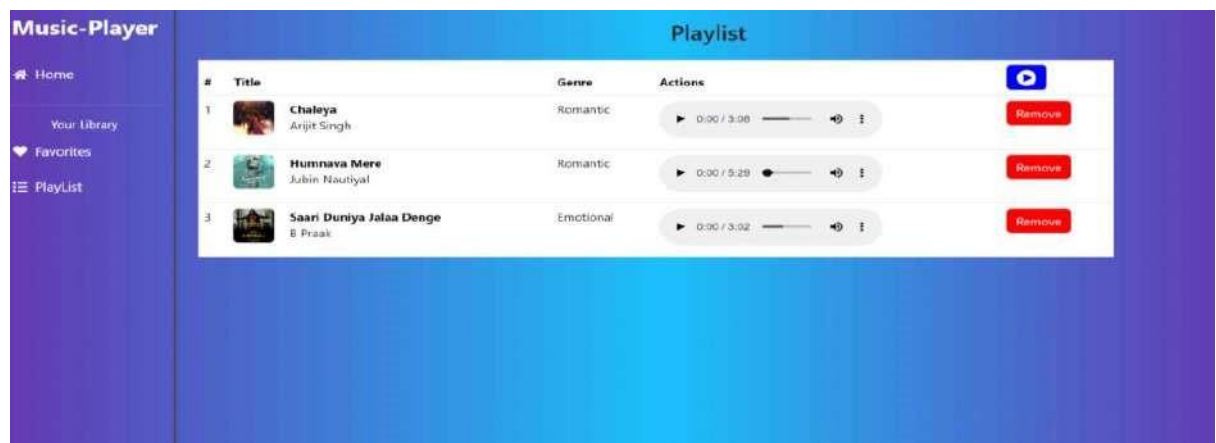 Music-Player
Home
Your Library
Favorites
PlayList
Playlist
# Title Genre Actions
1 Chaleya Romantic 0:00 / 3:08 Remove
Arijit Singh
2 Humnava Mere Romantic 0:00 / 5:29 Remove
Jubin Nautiyal
3 Saari Duniya Jalaa Denge Emotional 0:00 / 3:02 Remove
B Praak